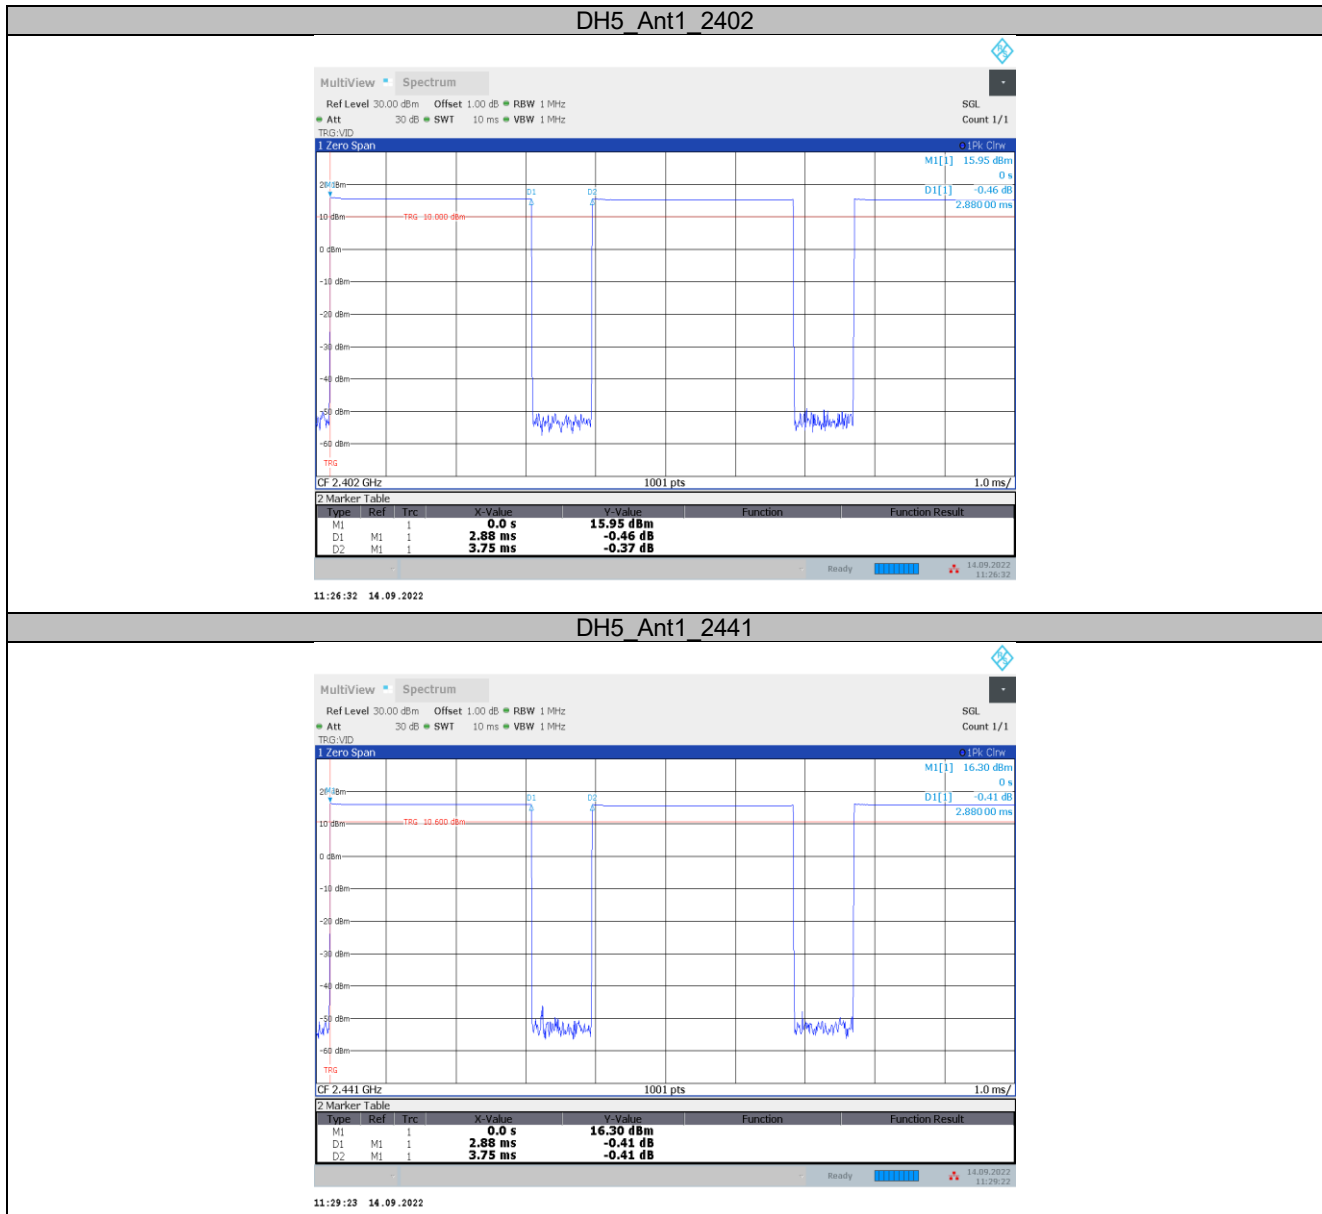 DH5_Ant1_2402
MultiView Spectrum
Ref Level 30.00 dBm Offset 1.00 dB RBW 1 MHz SGL
Att 30 dB SWT 10 ms VBW 1 MHz Count 1/1
TRG:VID
1 Zero Span 1Pk Clrw
M1[1] 15.95 dBm
0 s
D1[1] -0.46 dB
2.88000 ms
M1
D1 D2
10 dBm TRG 10.000 dBm
0 dBm
-10 dBm
-20 dBm
-30 dBm
-40 dBm
-50 dBm
-60 dBm
TRG
CF 2.402 GHz 1001 pts 1.0 ms/
2 Marker Table
Type Ref Trc X-Value Y-Value Function Function Result
M1 1 0.0 s 15.95 dBm
D1 M1 1 2.88 ms -0.46 dB
D2 M1 1 3.75 ms -0.37 dB
Ready 14.09.2022
11:26:32
11:26:32 14.09.2022
DH5_Ant1_2441
MultiView Spectrum
Ref Level 30.00 dBm Offset 1.00 dB RBW 1 MHz SGL
Att 30 dB SWT 10 ms VBW 1 MHz Count 1/1
TRG:VID
1 Zero Span 1Pk Clrw
M1[1] 16.30 dBm
0 s
D1[1] -0.41 dB
2.88000 ms
D1 D2
10 dBm TRG 10.600 dBm
0 dBm
-10 dBm
-20 dBm
-30 dBm
-40 dBm
-50 dBm
-60 dBm
TRG
CF 2.441 GHz 1001 pts 1.0 ms/
2 Marker Table
Type Ref Trc X-Value Y-Value Function Function Result
M1 1 0.0 s 16.30 dBm
D1 M1 1 2.88 ms -0.41 dB
D2 M1 1 3.75 ms -0.41 dB
Ready 14.09.2022
11:29:22
11:29:23 14.09.2022